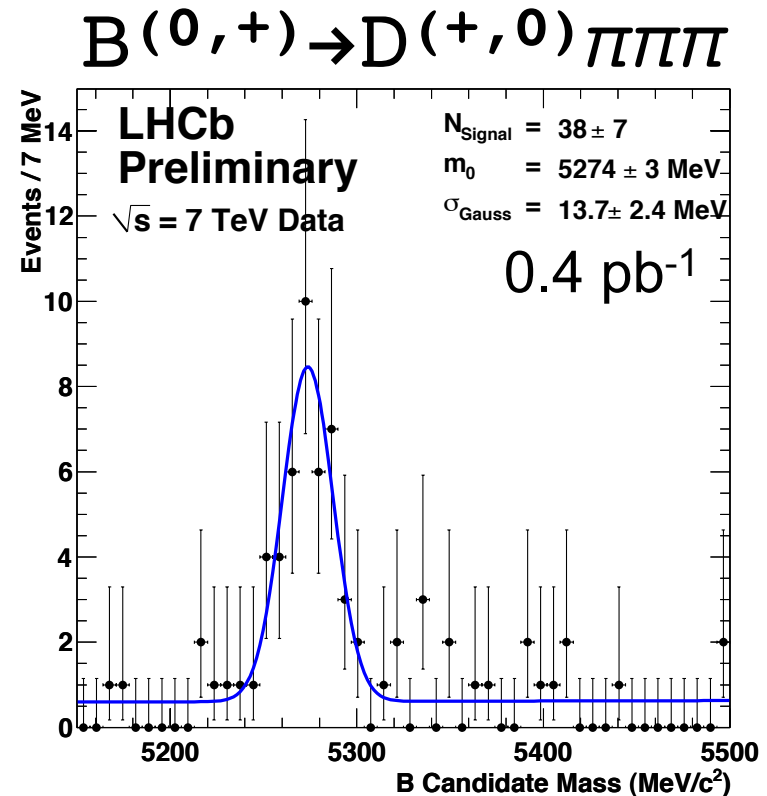 B(0,+)→D(+,0)πππ
LHCb
Preliminary
√s = 7 TeV Data
N_Signal = 38 ± 7
m_0 = 5274 ± 3 MeV
σ_Gauss = 13.7± 2.4 MeV
0.4 pb-1
Events / 7 MeV
14
12
10
8
6
4
2
0
5200 5300 5400 5500
B Candidate Mass (MeV/c2)